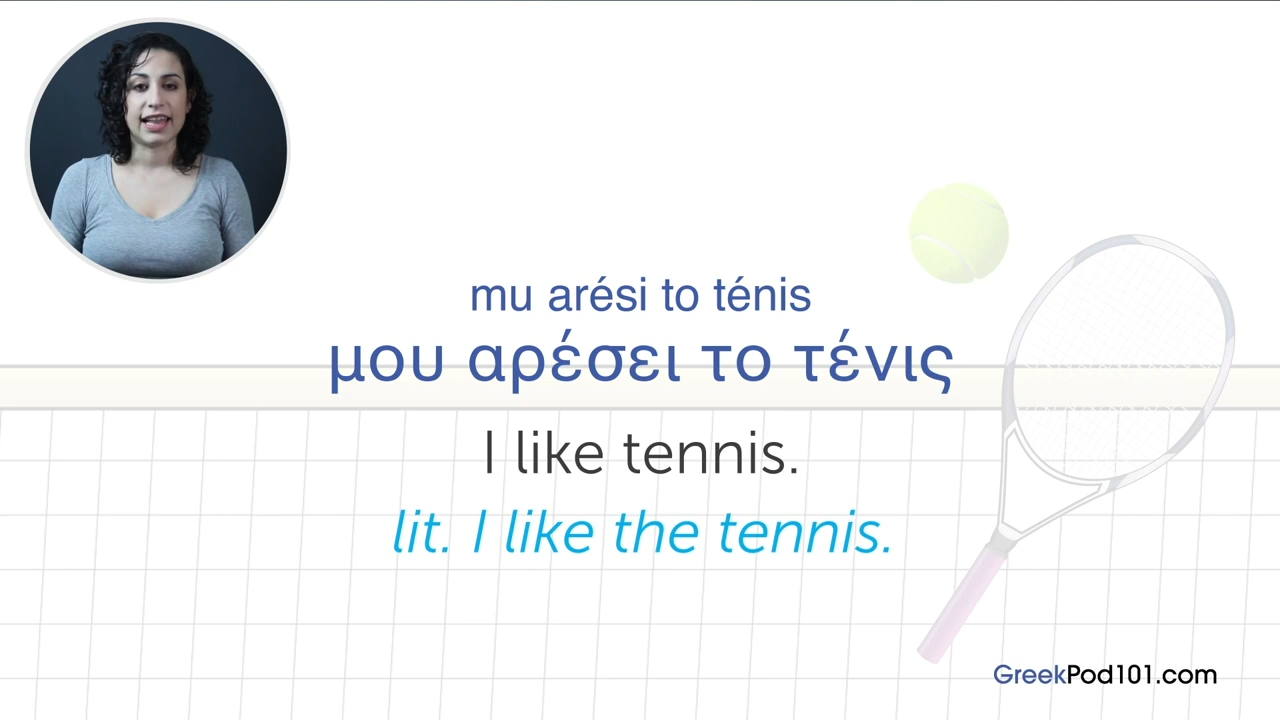 mu arési to ténis
μου αρέσει το τένις
I like tennis.
lit. I like the tennis.
GreekPod101.com